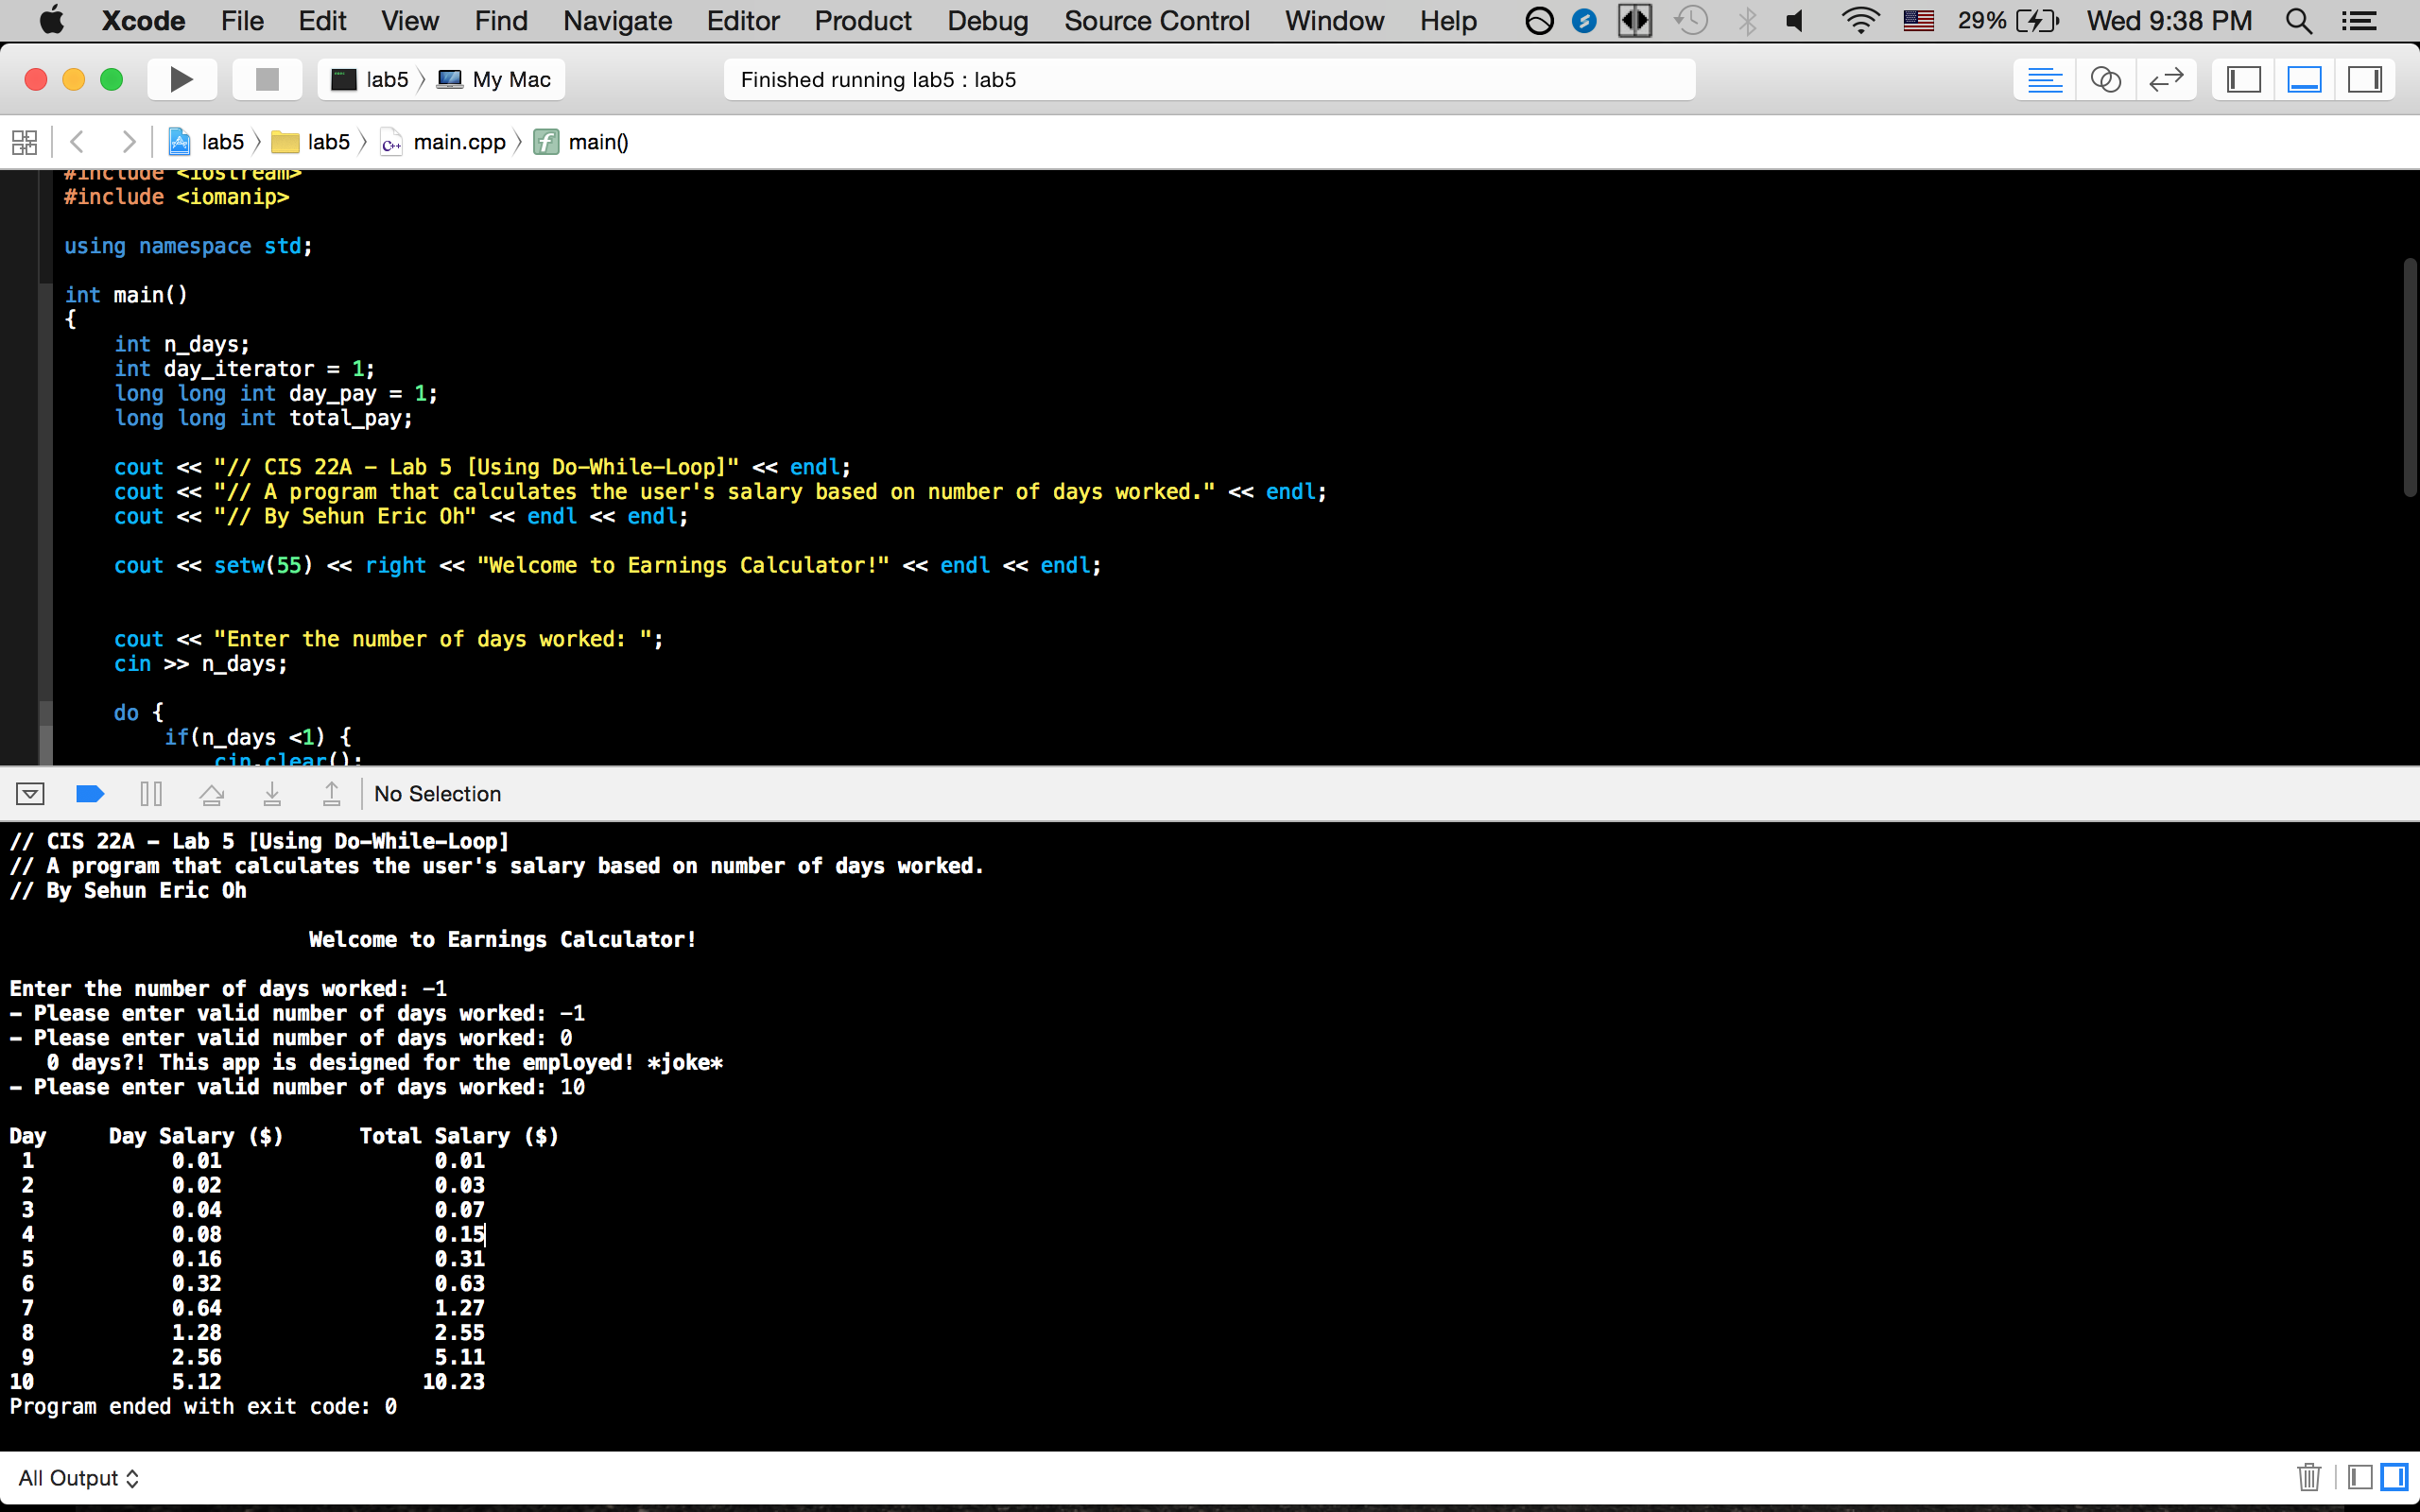 Xcode File Edit View Find Navigate Editor Product Debug Source Control Window Help 29% Wed 9:38 PM
lab5 My Mac Finished running lab5 : lab5
lab5 lab5 main.cpp main()
#include <iostream>
#include <iomanip>
using namespace std;
int main()
{
int n_days;
int day_iterator = 1;
long long int day_pay = 1;
long long int total_pay;
cout << "// CIS 22A - Lab 5 [Using Do-While-Loop]" << endl;
cout << "// A program that calculates the user's salary based on number of days worked." << endl;
cout << "// By Sehun Eric Oh" << endl << endl;
cout << setw(55) << right << "Welcome to Earnings Calculator!" << endl << endl;
cout << "Enter the number of days worked: ";
cin >> n_days;
do {
if(n_days <1) {
cin.clear();
No Selection
// CIS 22A - Lab 5 [Using Do-While-Loop]
// A program that calculates the user's salary based on number of days worked.
// By Sehun Eric Oh
Welcome to Earnings Calculator!
Enter the number of days worked: -1
- Please enter valid number of days worked: -1
- Please enter valid number of days worked: 0
0 days?! This app is designed for the employed! *joke*
- Please enter valid number of days worked: 10
Day Day Salary ($) Total Salary ($)
1 0.01 0.01
2 0.02 0.03
3 0.04 0.07
4 0.08 0.15
5 0.16 0.31
6 0.32 0.63
7 0.64 1.27
8 1.28 2.55
9 2.56 5.11
10 5.12 10.23
Program ended with exit code: 0
All Output